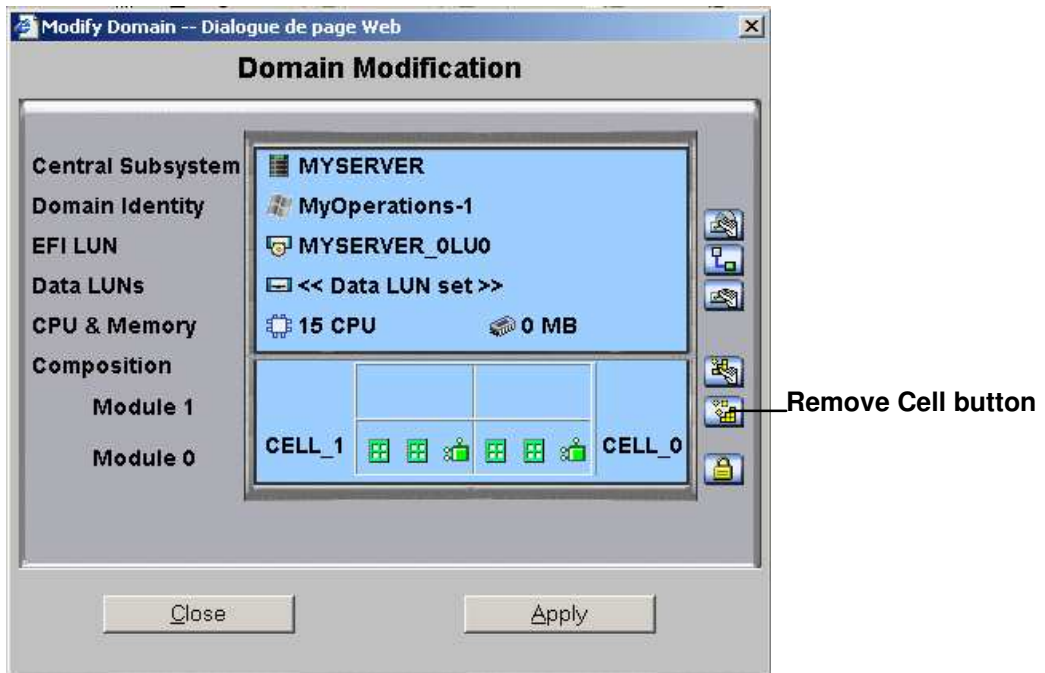 Modify Domain -- Dialogue de page Web
Domain Modification
Central Subsystem MYSERVER
Domain Identity MyOperations-1
EFI LUN MYSERVER_0LU0
Data LUNs << Data LUN set >>
CPU & Memory 15 CPU 0 MB
Composition
Module 1
Remove Cell button
Module 0 CELL_1 CELL_0
Close Apply